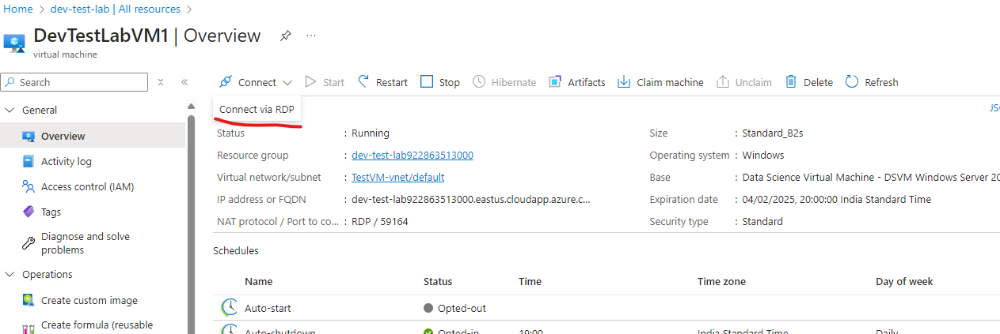 Home > dev-test-lab | All resources >
DevTestLabVM1 | Overview
virtual machine
Search
Connect Start Restart Stop Hibernate Artifacts Claim machine Unclaim Delete Refresh
Connect via RDP
General
Overview
Activity log
Access control (IAM)
Tags
Diagnose and solve
problems
Operations
Create custom image
Create formula (reusable
Status : Running
Resource group : dev-test-lab922863513000
Virtual network/subnet : TestVM-vnet/default
IP address or FQDN : dev-test-lab922863513000.eastus.cloudapp.azure.c...
NAT protocol / Port to co... : RDP / 59164
Size : Standard_B2s
Operating system : Windows
Base : Data Science Virtual Machine - DSVM Windows Server 20
Expiration date : 04/02/2025, 20:00:00 India Standard Time
Security type : Standard
Schedules
Name Status Time Time zone Day of week
Auto-start Opted-out
Auto-shutdown Opted-in 19:00 India Standard Time Daily